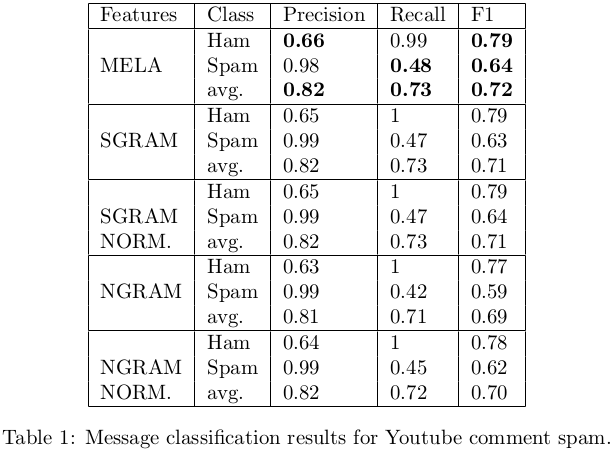 Features Class Precision Recall F1
Ham 0.66 0.99 0.79
MELA Spam 0.98 0.48 0.64
avg. 0.82 0.73 0.72
Ham 0.65 1 0.79
SGRAM Spam 0.99 0.47 0.63
avg. 0.82 0.73 0.71
Ham 0.65 1 0.79
SGRAM Spam 0.99 0.47 0.64
NORM. avg. 0.82 0.73 0.71
Ham 0.63 1 0.77
NGRAM Spam 0.99 0.42 0.59
avg. 0.81 0.71 0.69
Ham 0.64 1 0.78
NGRAM Spam 0.99 0.45 0.62
NORM. avg. 0.82 0.72 0.70
Table 1: Message classification results for Youtube comment spam.